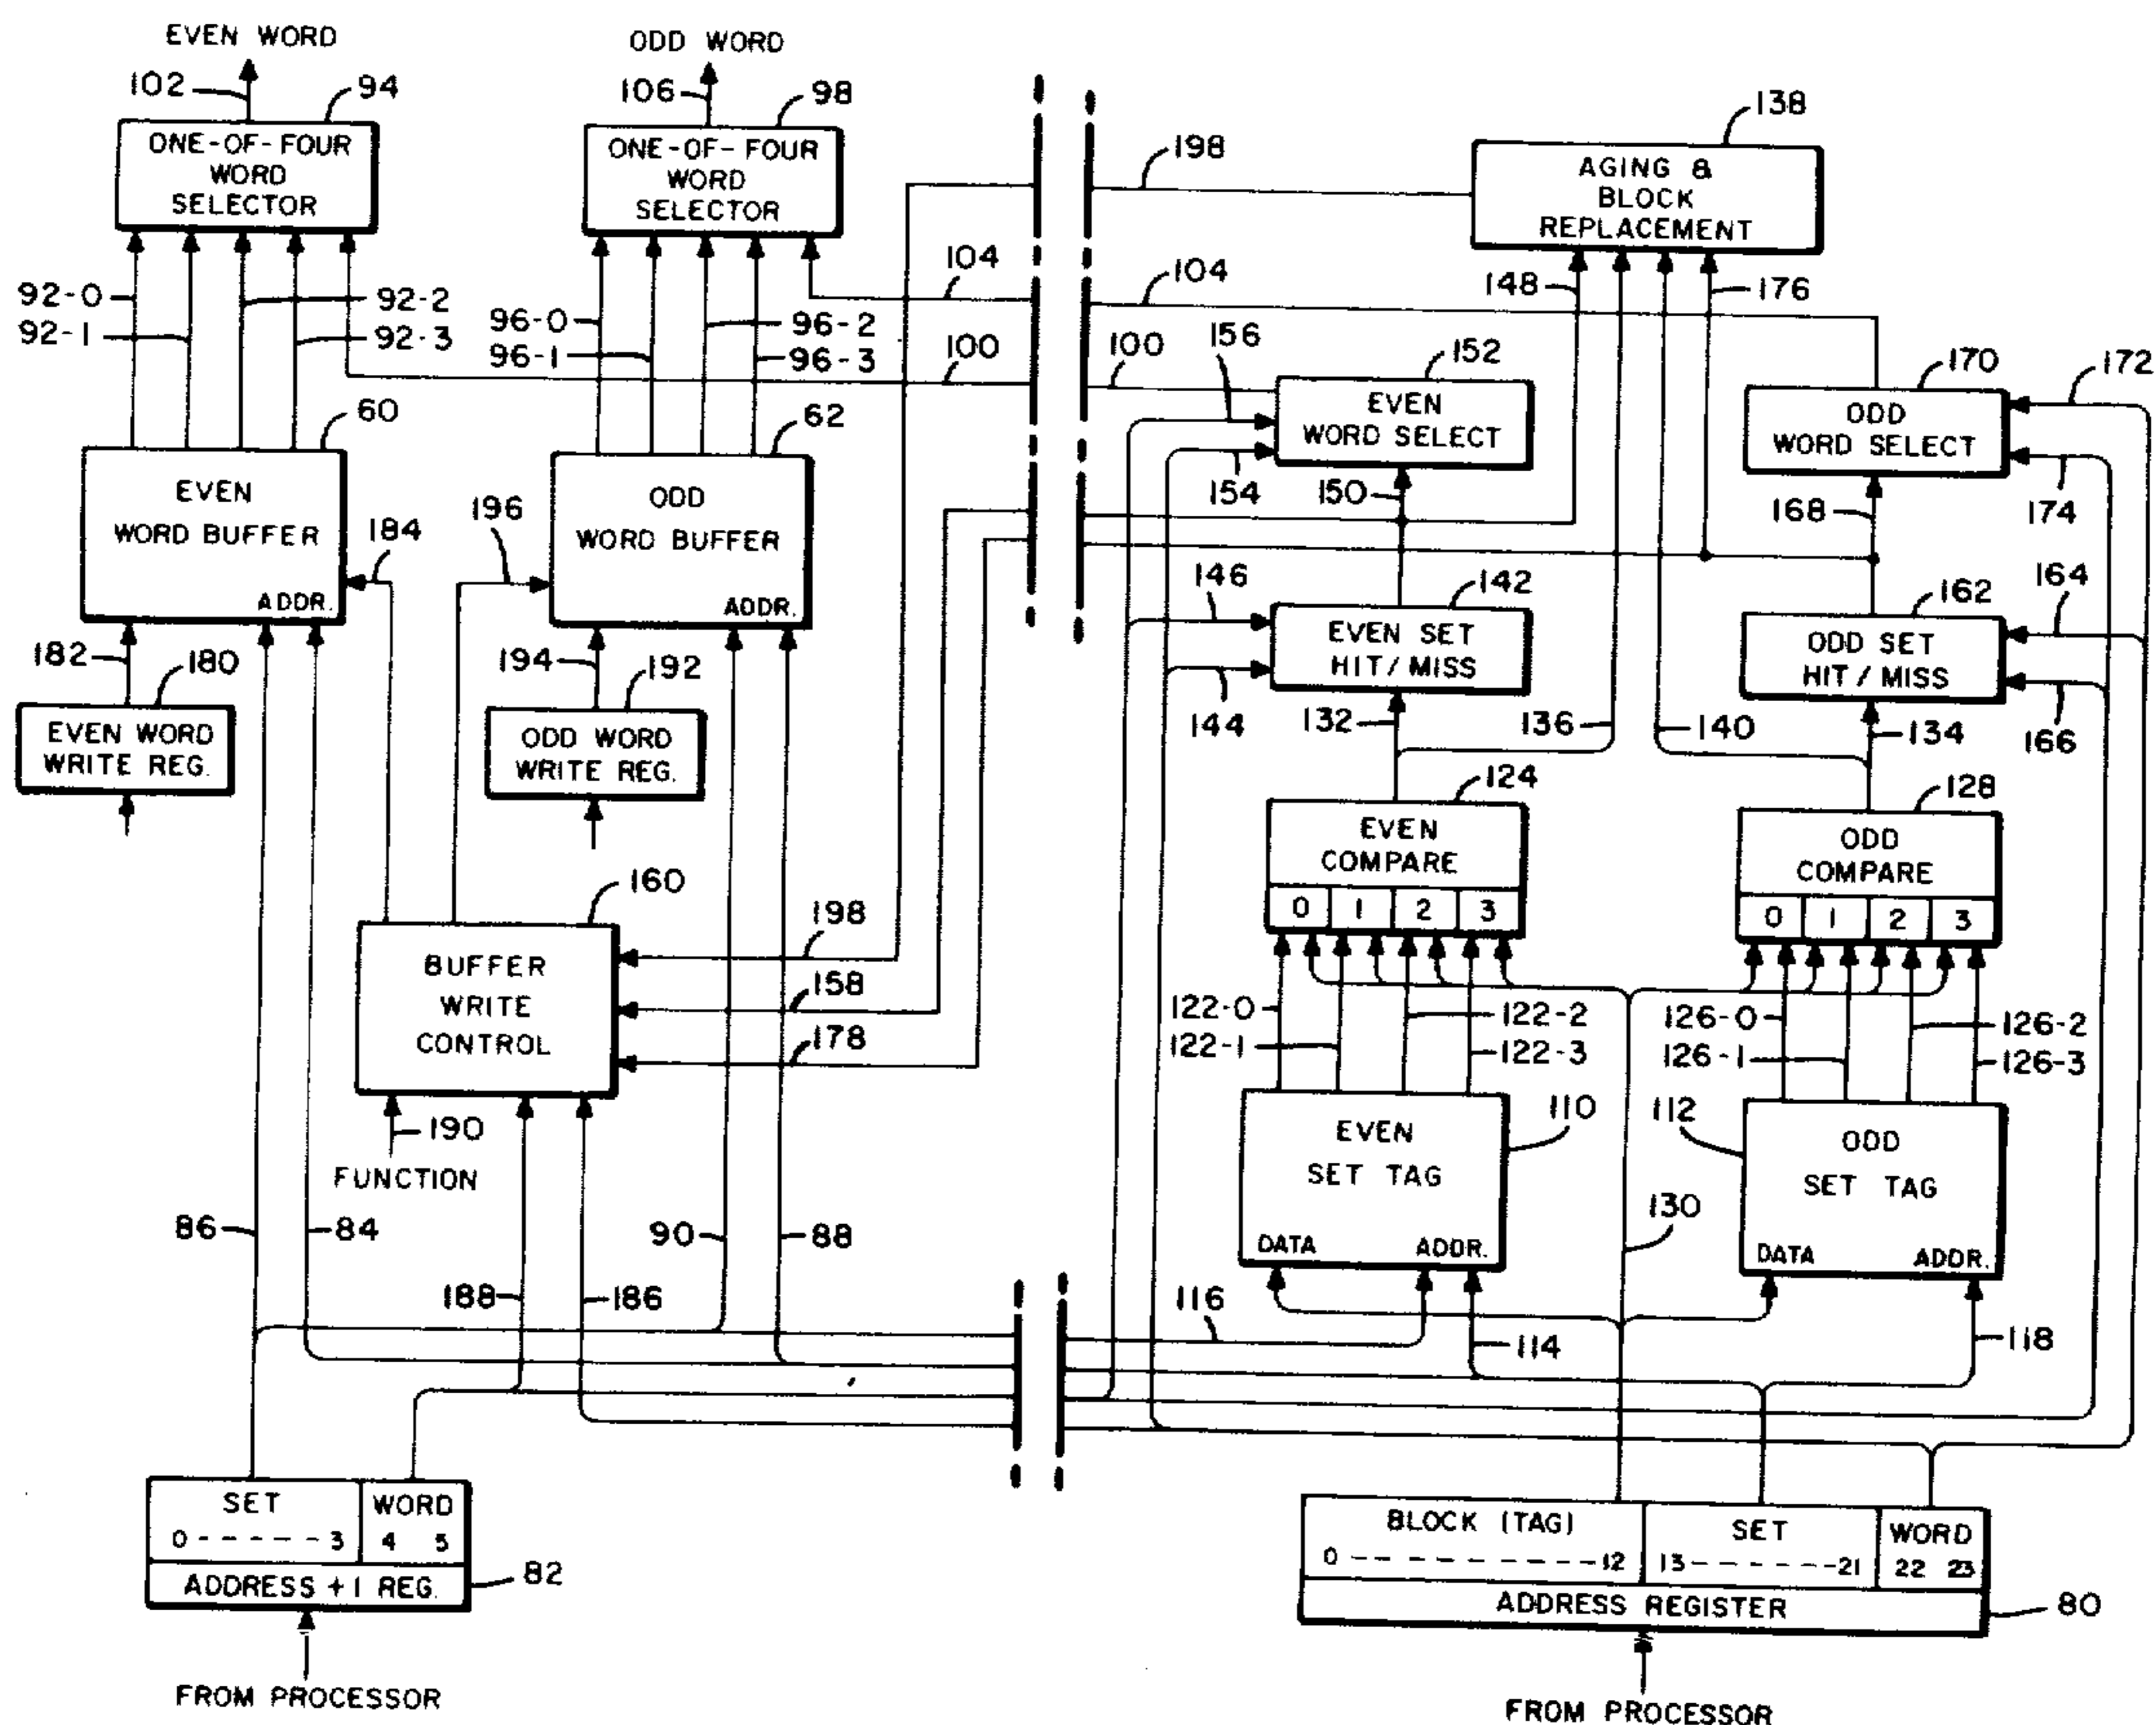 EVEN WORD
ODD WORD
102
94
106
98
138
ONE-OF-FOUR
WORD
SELECTOR
ONE-OF-FOUR
WORD
SELECTOR
198
AGING &
BLOCK
REPLACEMENT
92-0
92-1
92-2
92-3
96-0
96-1
96-2
96-3
104
100
104
100
148
176
156
152
170
172
60
62
EVEN
WORD SELECT
ODD
WORD SELECT
EVEN
WORD BUFFER
ADDR.
184
196
ODD
WORD BUFFER
ADDR.
154
150
168
174
146
142
162
164
182
180
194
192
EVEN SET
HIT/MISS
ODD SET
HIT/MISS
144
132
136
140
134
166
EVEN WORD
WRITE REG.
ODD WORD
WRITE REG.
124
128
EVEN
COMPARE
0 1 2 3
ODD
COMPARE
0 1 2 3
160
198
158
178
BUFFER
WRITE
CONTROL
122-0
122-1
122-2
122-3
126-0
126-1
126-2
126-3
190
FUNCTION
110
112
EVEN
SET TAG
DATA ADDR.
ODD
SET TAG
DATA ADDR.
130
86
84
90
88
188
186
116
114
118
SET
0 - - - - - - 3
WORD
4 5
ADDRESS +1 REG.
82
FROM PROCESSOR
BLOCK (TAG)
0 - - - - - - - - - - 12
SET
13 - - - - - - 21
WORD
22 23
ADDRESS REGISTER
80
FROM PROCESSOR